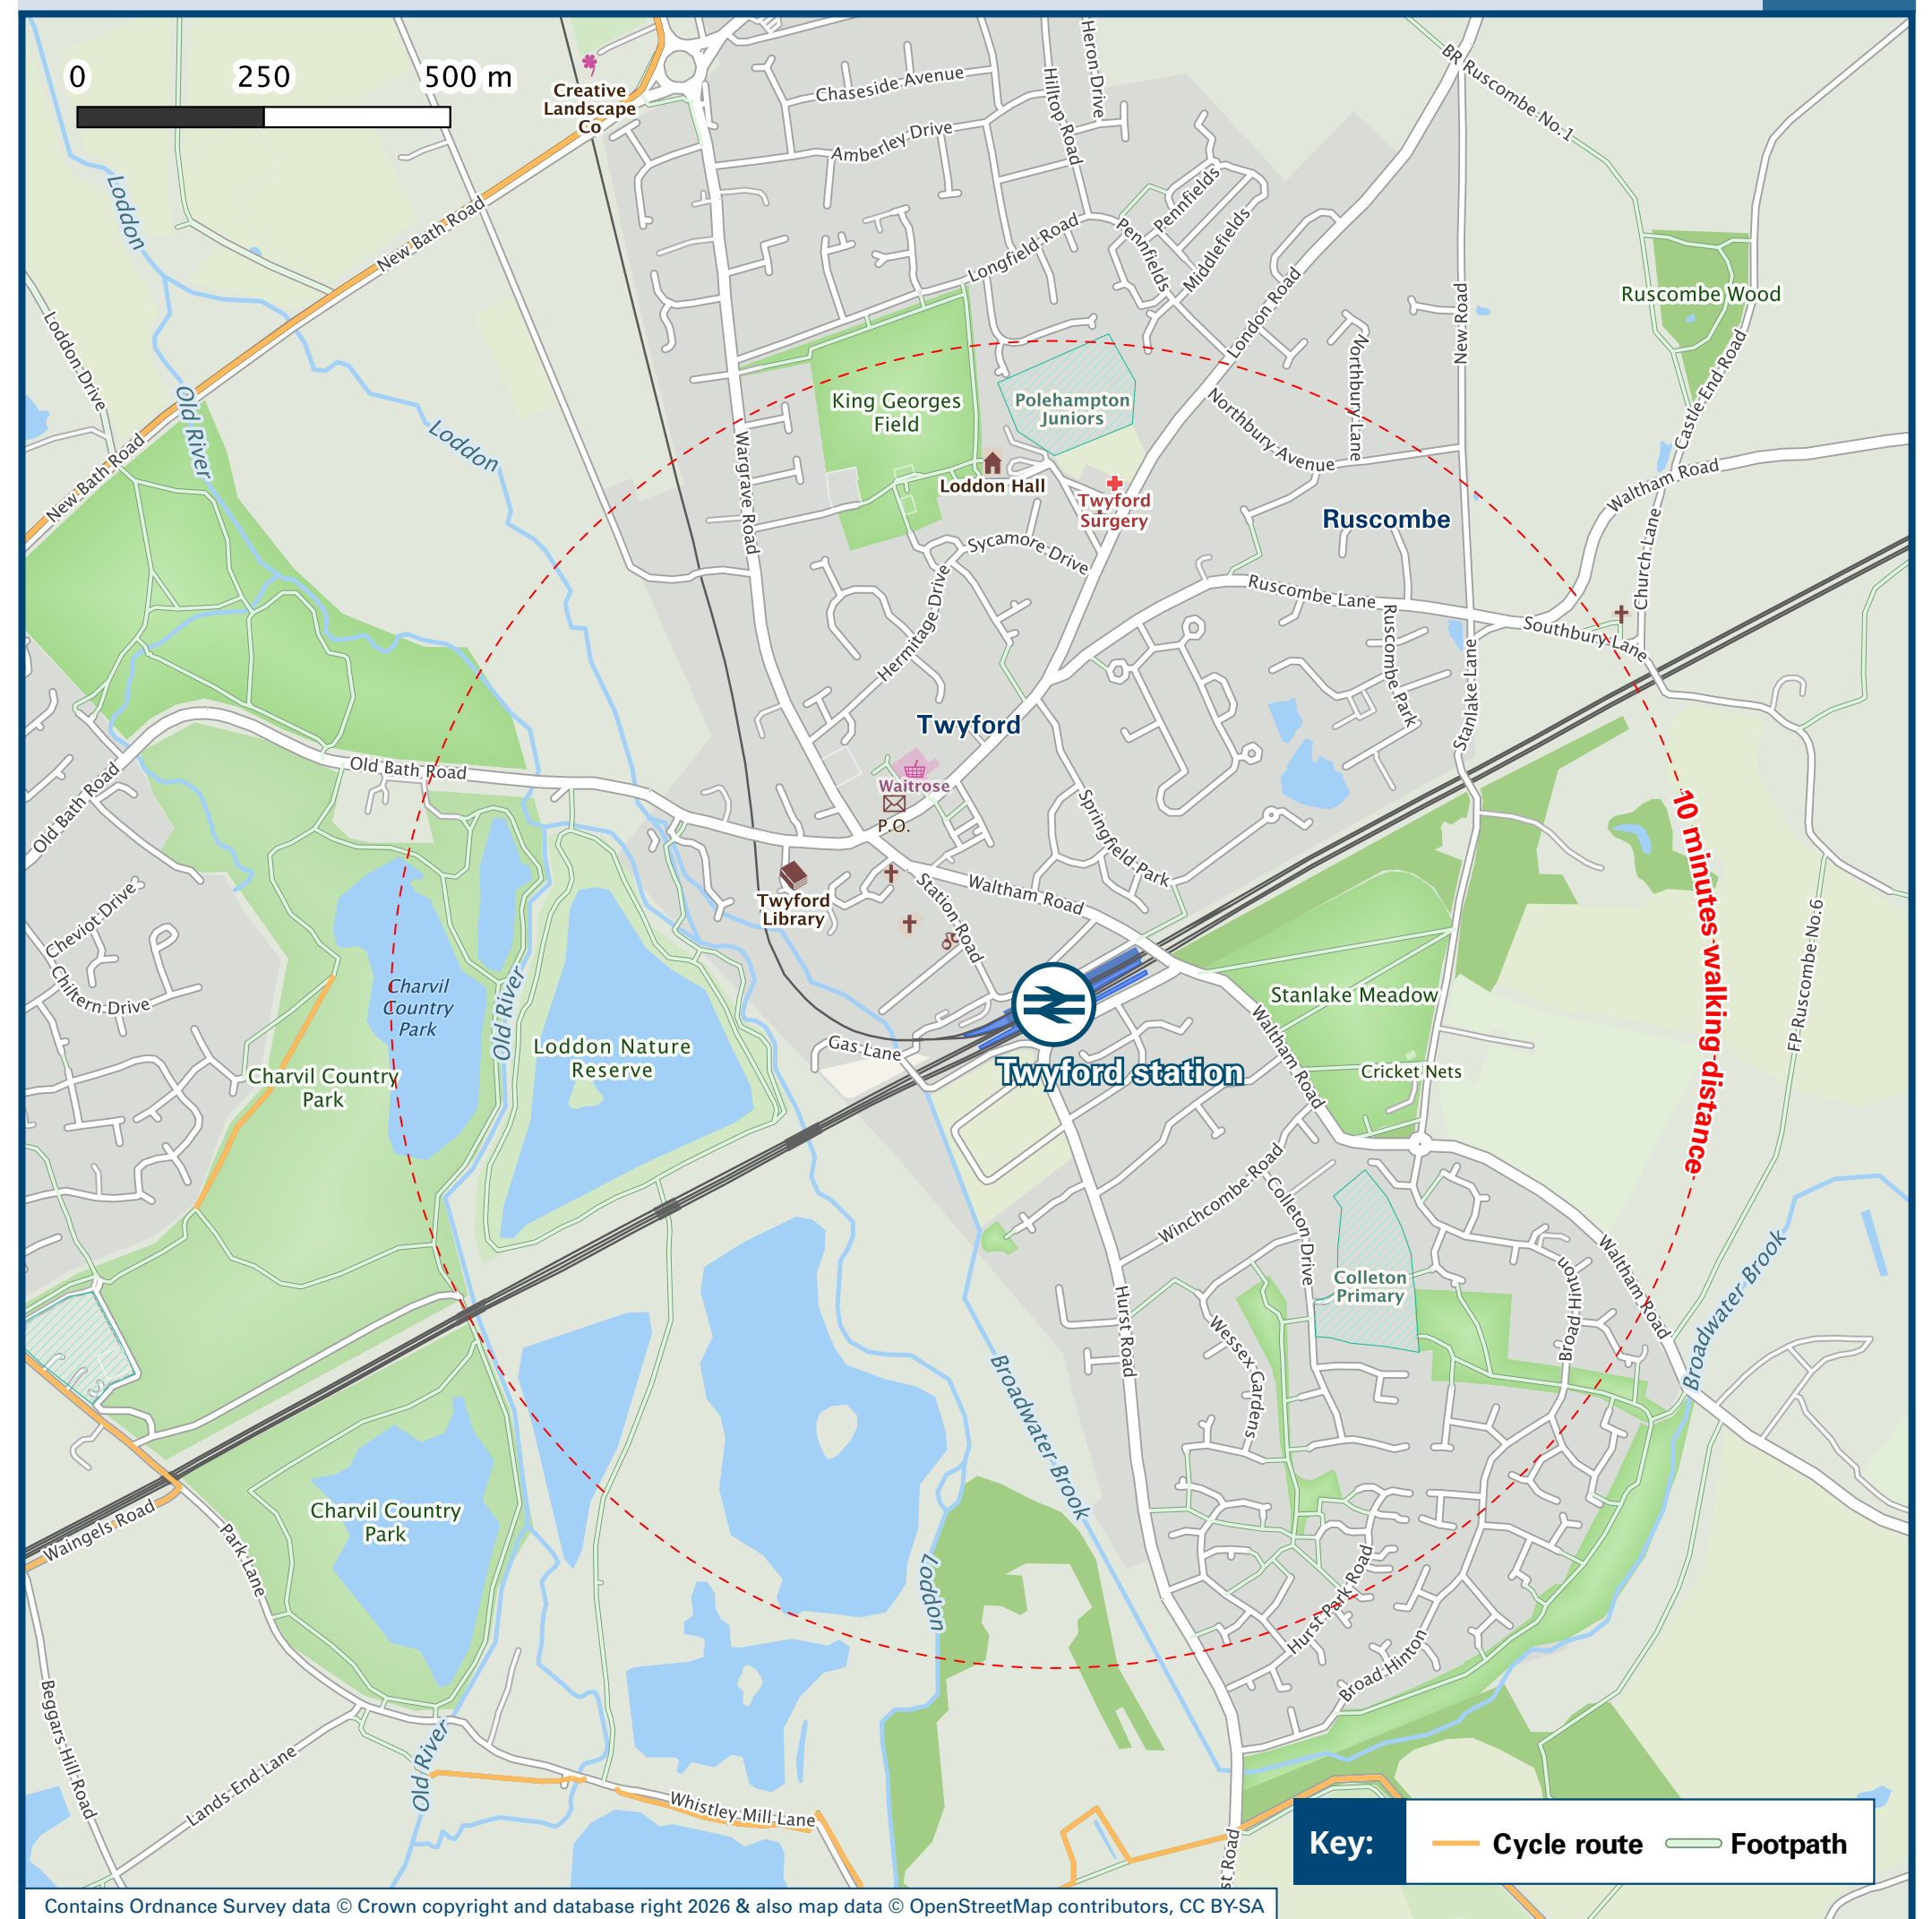 0 250 500 m
Creative
Landscape
Co
Chaseside Avenue
Heron Drive
Hilltop Road
BR Ruscombe No.1
Amberley Drive
Loddon
New Bath Road
Pennfields
Pennfields
Middlefields
Longfield Road
London Road
New Road
Ruscombe Wood
Loddon Drive
Old River
Loddon
New Bath Road
Wargrave Road
King Georges
Field
Polehampton
Juniors
Loddon Hall
Twyford
Surgery
Northbury Avenue
Northbury Lane
Castle End Road
Waltham Road
Ruscombe
Church Lane
Sycamore Drive
Hermitage Drive
Ruscombe Lane
Ruscombe Park
Southbury Lane
Stanlake Lane
Twyford
Waitrose
P.O.
Old Bath Road
Old Bath Road
Springfield Park
10 minutes walking distance
Twyford
Library
Station Road
Waltham Road
Cheviot Drive
Chiltern Drive
Charvil
Country
Park
Old River
Loddon Nature
Reserve
Charvil Country
Park
Gas Lane
Twyford station
Stanlake Meadow
Waltham Road
Cricket Nets
FP Ruscombe No.6
Winchcombe Road
Colleton Drive
Colleton
Primary
Hurst Road
Wessex Gardens
Broad Hinton
Waltham Road
Broadwater Brook
Broadwater Brook
Charvil Country
Park
Waingels Road
Park Lane
Loddon
Hurst Park Road
Broad Hinton
Beggars Hill Road
Lands End Lane
Old River
Whistley Mill Lane
st Road
Key: Cycle route Footpath
Contains Ordnance Survey data © Crown copyright and database right 2026 & also map data © OpenStreetMap contributors, CC BY-SA